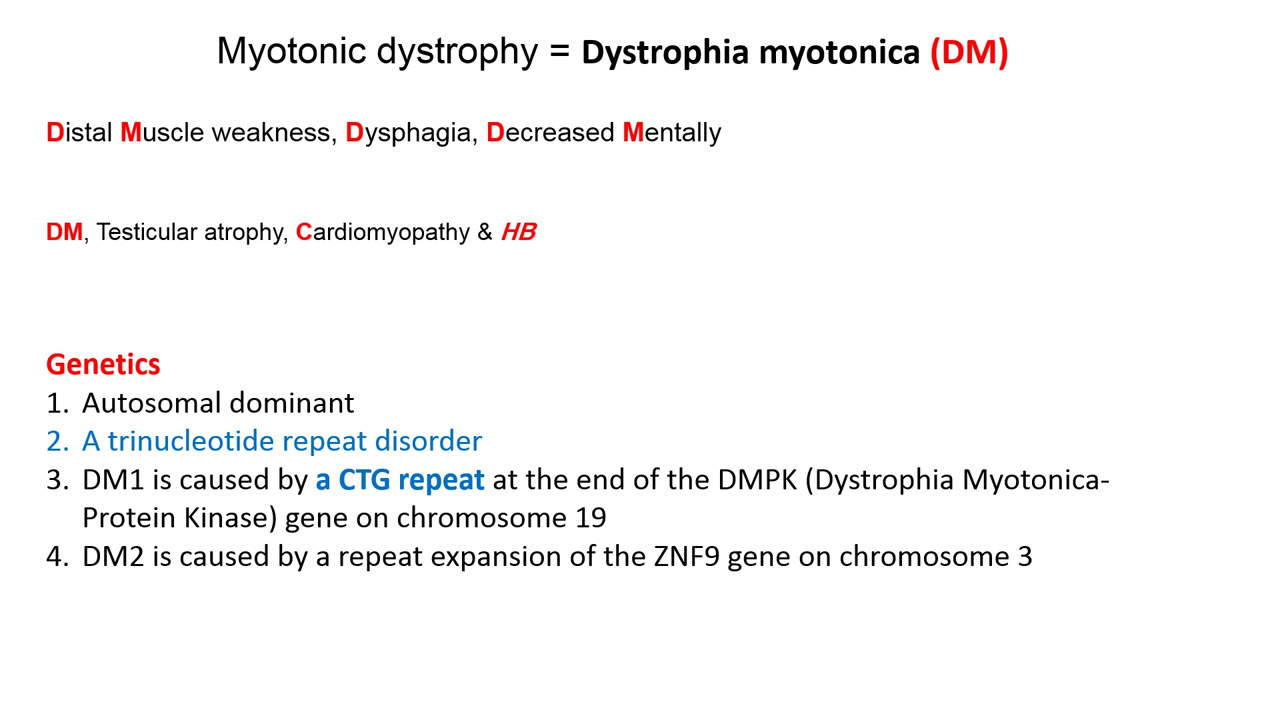 Myotonic dystrophy = Dystrophia myotonica (DM)
Distal Muscle weakness, Dysphagia, Decreased Mentally
DM, Testicular atrophy, Cardiomyopathy & HB
Genetics
1. Autosomal dominant
2. A trinucleotide repeat disorder
3. DM1 is caused by a CTG repeat at the end of the DMPK (Dystrophia Myotonica-
Protein Kinase) gene on chromosome 19
4. DM2 is caused by a repeat expansion of the ZNF9 gene on chromosome 3